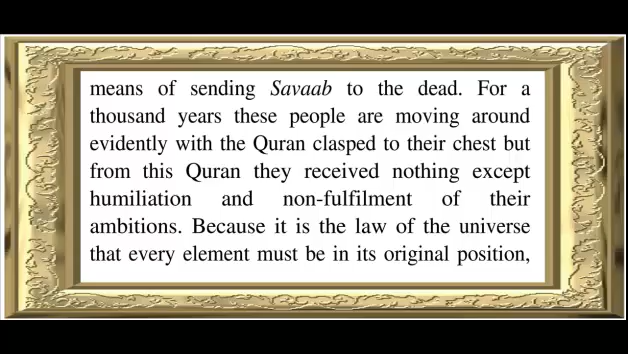 means of sending Savaab to the dead. For a
thousand years these people are moving around
evidently with the Quran clasped to their chest but
from this Quran they received nothing except
humiliation and non-fulfilment of their
ambitions. Because it is the law of the universe
that every element must be in its original position,